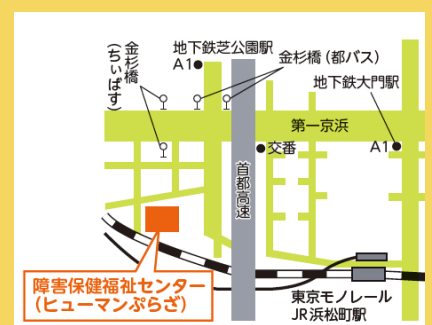 地下鉄芝公園駅
A1
金杉橋
(ちぃばす)
金杉橋(都バス)
地下鉄大門駅
第一京浜
交番
A1
首都高速
障害保健福祉センター
(ヒューマンぷらざ)
東京モノレール
JR浜松町駅